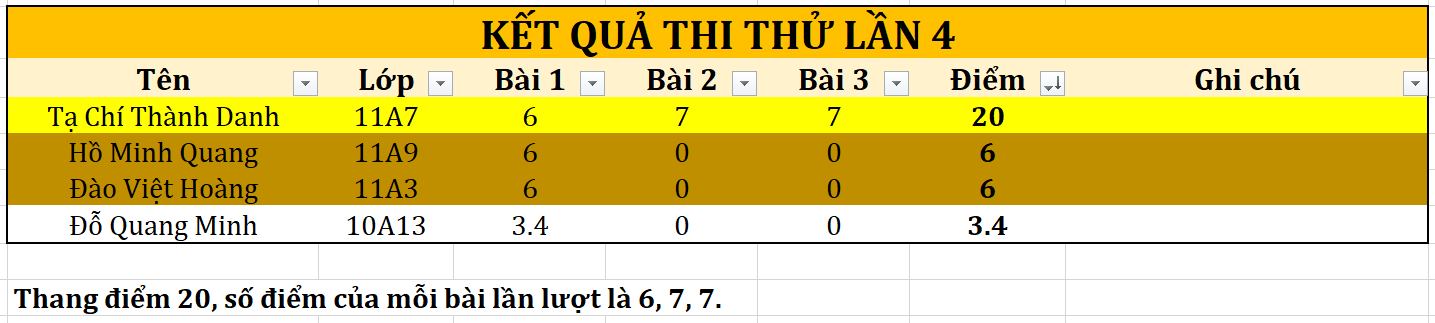 KẾT QUẢ THI THỬ LẦN 4
Tên Lớp Bài 1 Bài 2 Bài 3 Điểm Ghi chú
Tạ Chí Thành Danh 11A7 6 7 7 20
Hồ Minh Quang 11A9 6 0 0 6
Đào Việt Hoàng 11A3 6 0 0 6
Đỗ Quang Minh 10A13 3.4 0 0 3.4
Thang điểm 20, số điểm của mỗi bài lần lượt là 6, 7, 7.